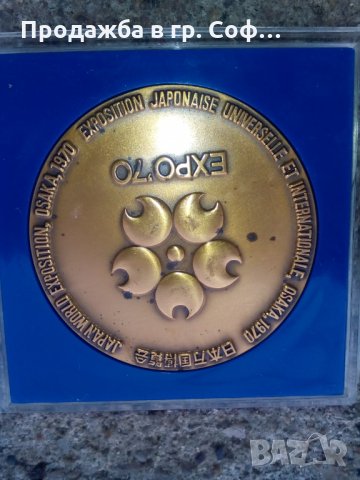 Продажба в гр. Соф...
EXPOSITION JAPONAISE UNIVERSELLE ET INTERNATIONALE OSAKA, 1970
日本万国博覧会
JAPAN WORLD EXPOSITION, OSAKA, 1970
EXPO'70
BAZAR